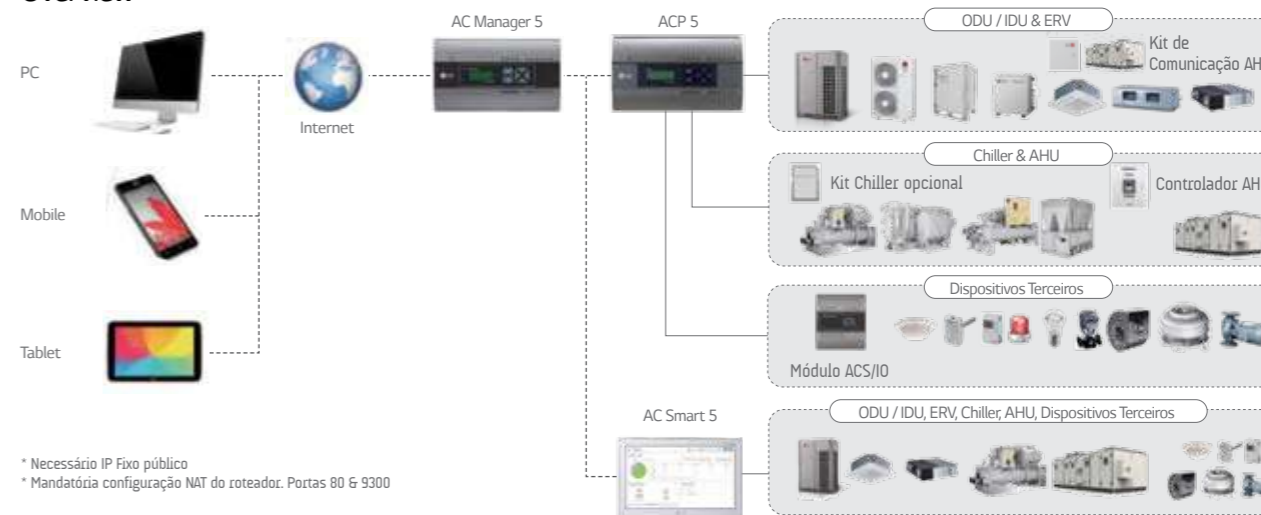 Overview
AC Manager 5
ACP 5
ODU / IDU & ERV
Kit de
Comunicação AH
PC
Internet
Chiller & AHU
Kit Chiller opcional
Controlador AH
Mobile
Dispositivos Terceiros
Módulo ACS/IO
Tablet
AC Smart 5
ODU / IDU, ERV, Chiller, AHU, Dispositivos Terceiros
* Necessário IP Fixo público
* Mandatória configuração NAT do roteador. Portas 80 & 9300